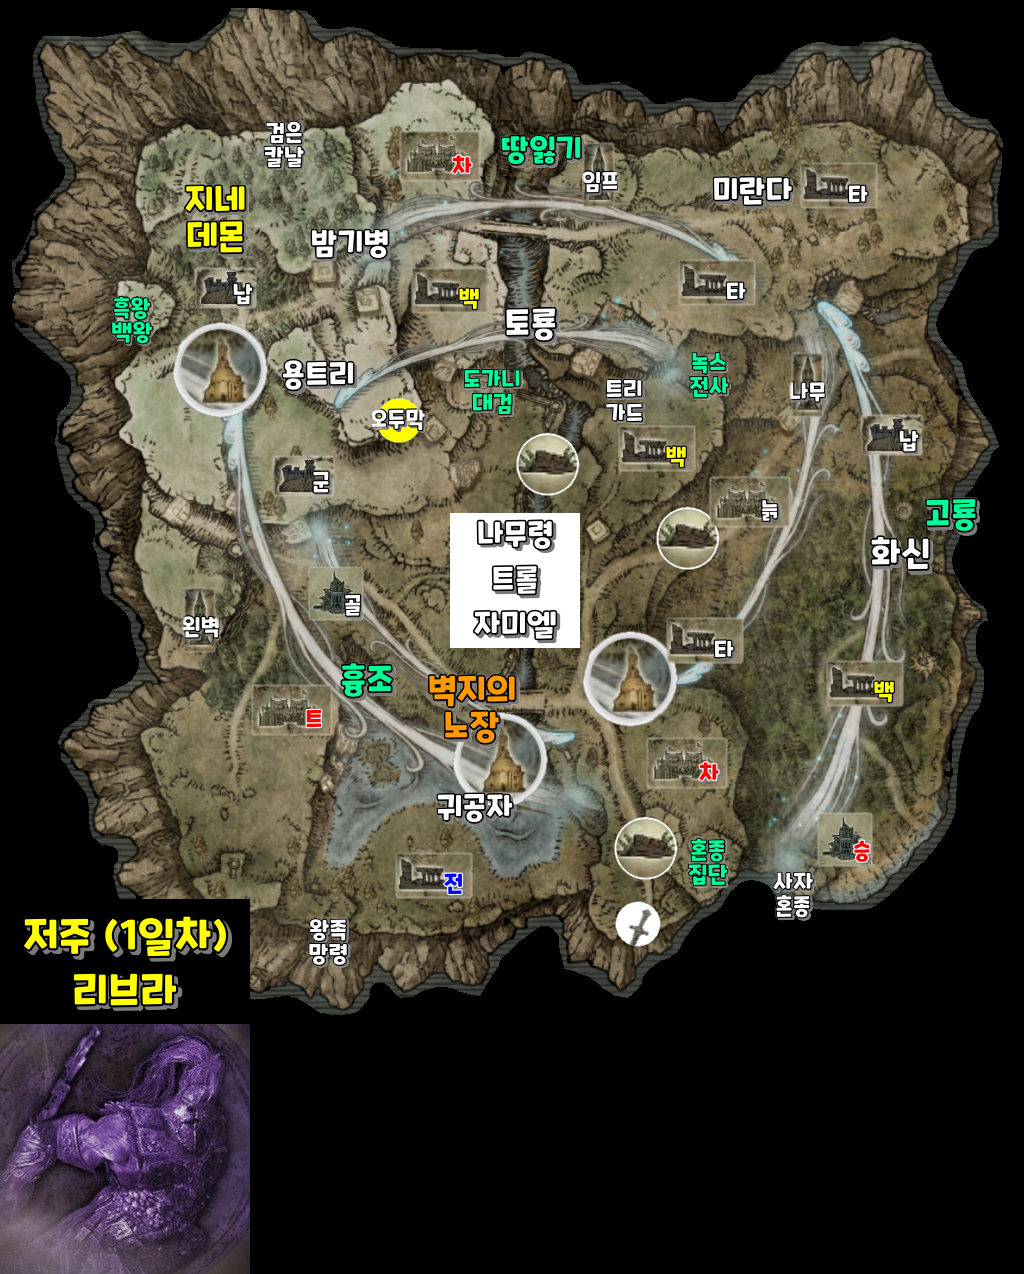 검은
칼날
차
땅잃기
임프
미란다
타
지네
데몬
밤기병
납
백
타
흑왕
백왕
토룡
용트리
도가니
대검
트리
가드
녹스
전사
나무
오두막
백
납
군
늙
고룡
화신
나무령
트롤
자미엘
골
왼벽
타
흉조
벽지의
노장
백
트
차
귀공자
승
혼종
집단
전
사자
혼종
왕족
망령
저주 (1일차)
리브라